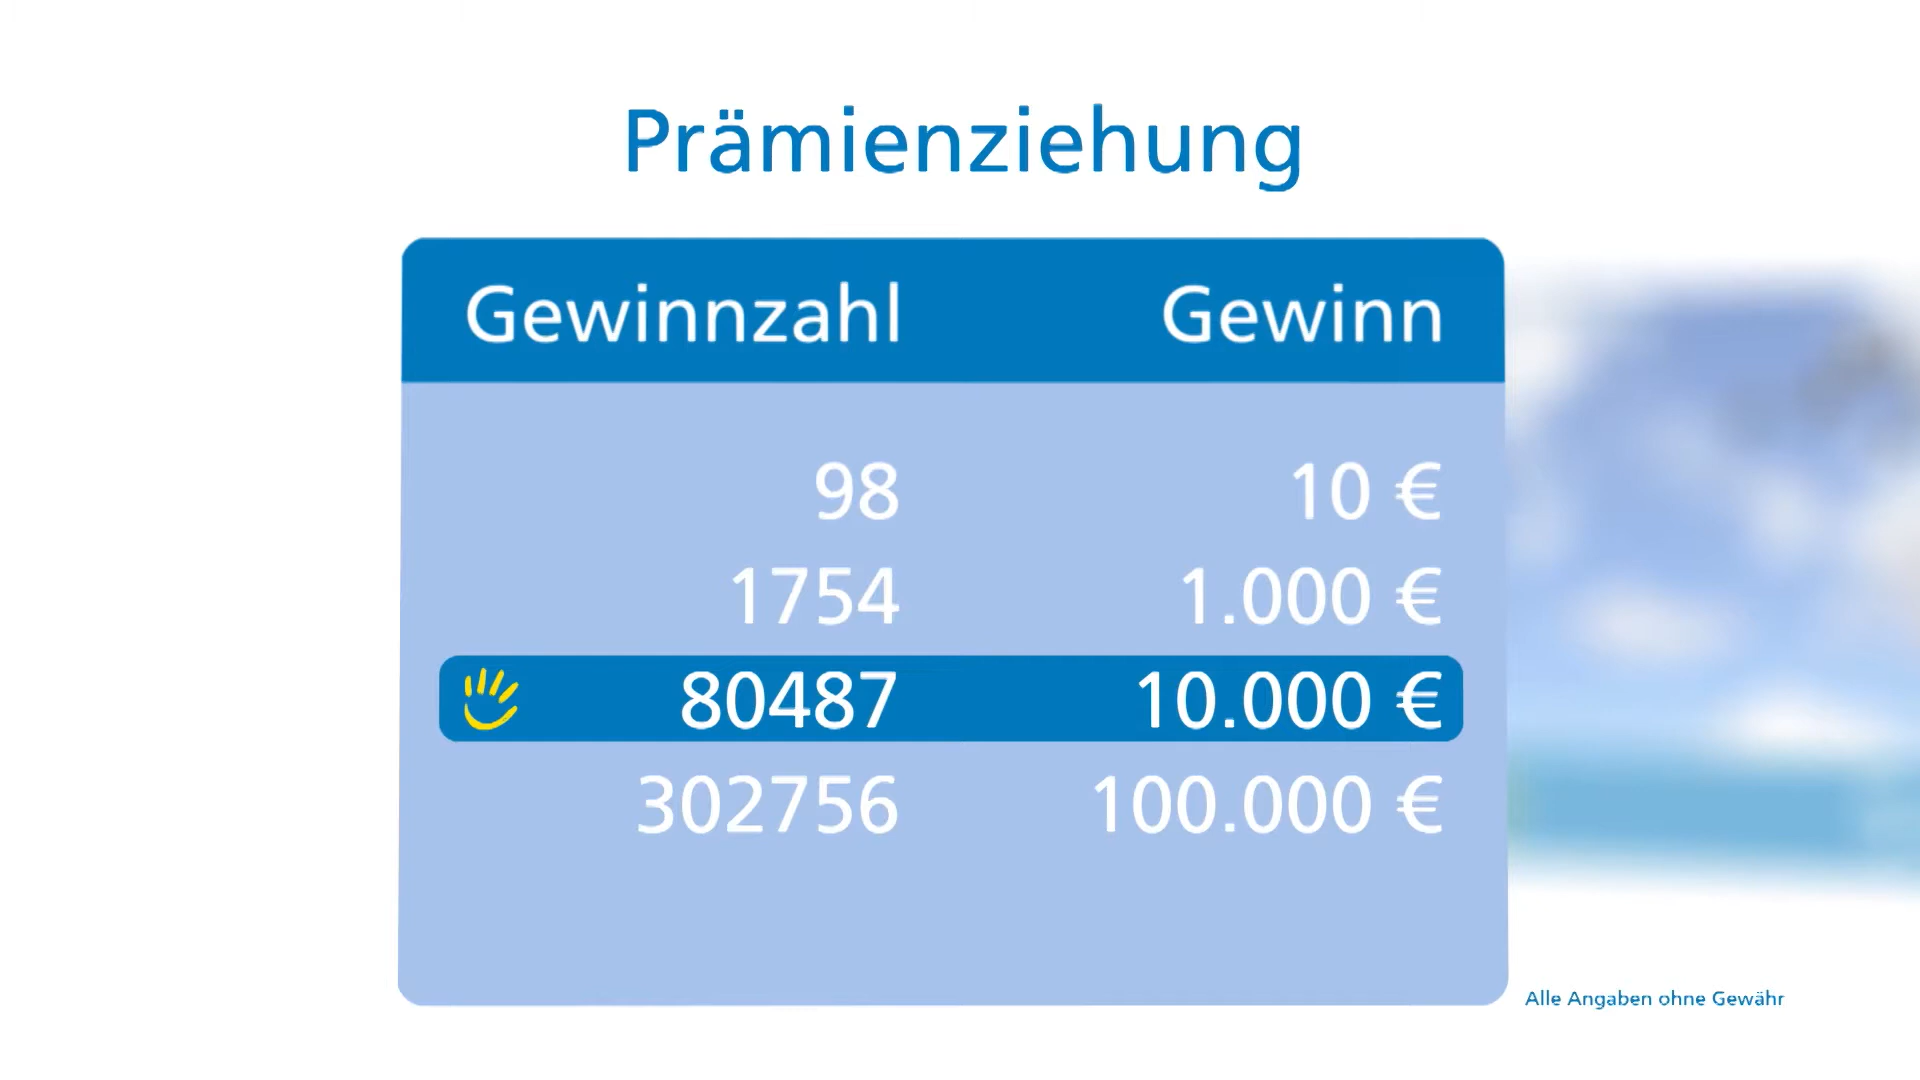 Prämienziehung
Gewinnzahl Gewinn
98 10 €
1754 1.000 €
80487 10.000 €
302756 100.000 €
Alle Angaben ohne Gewähr